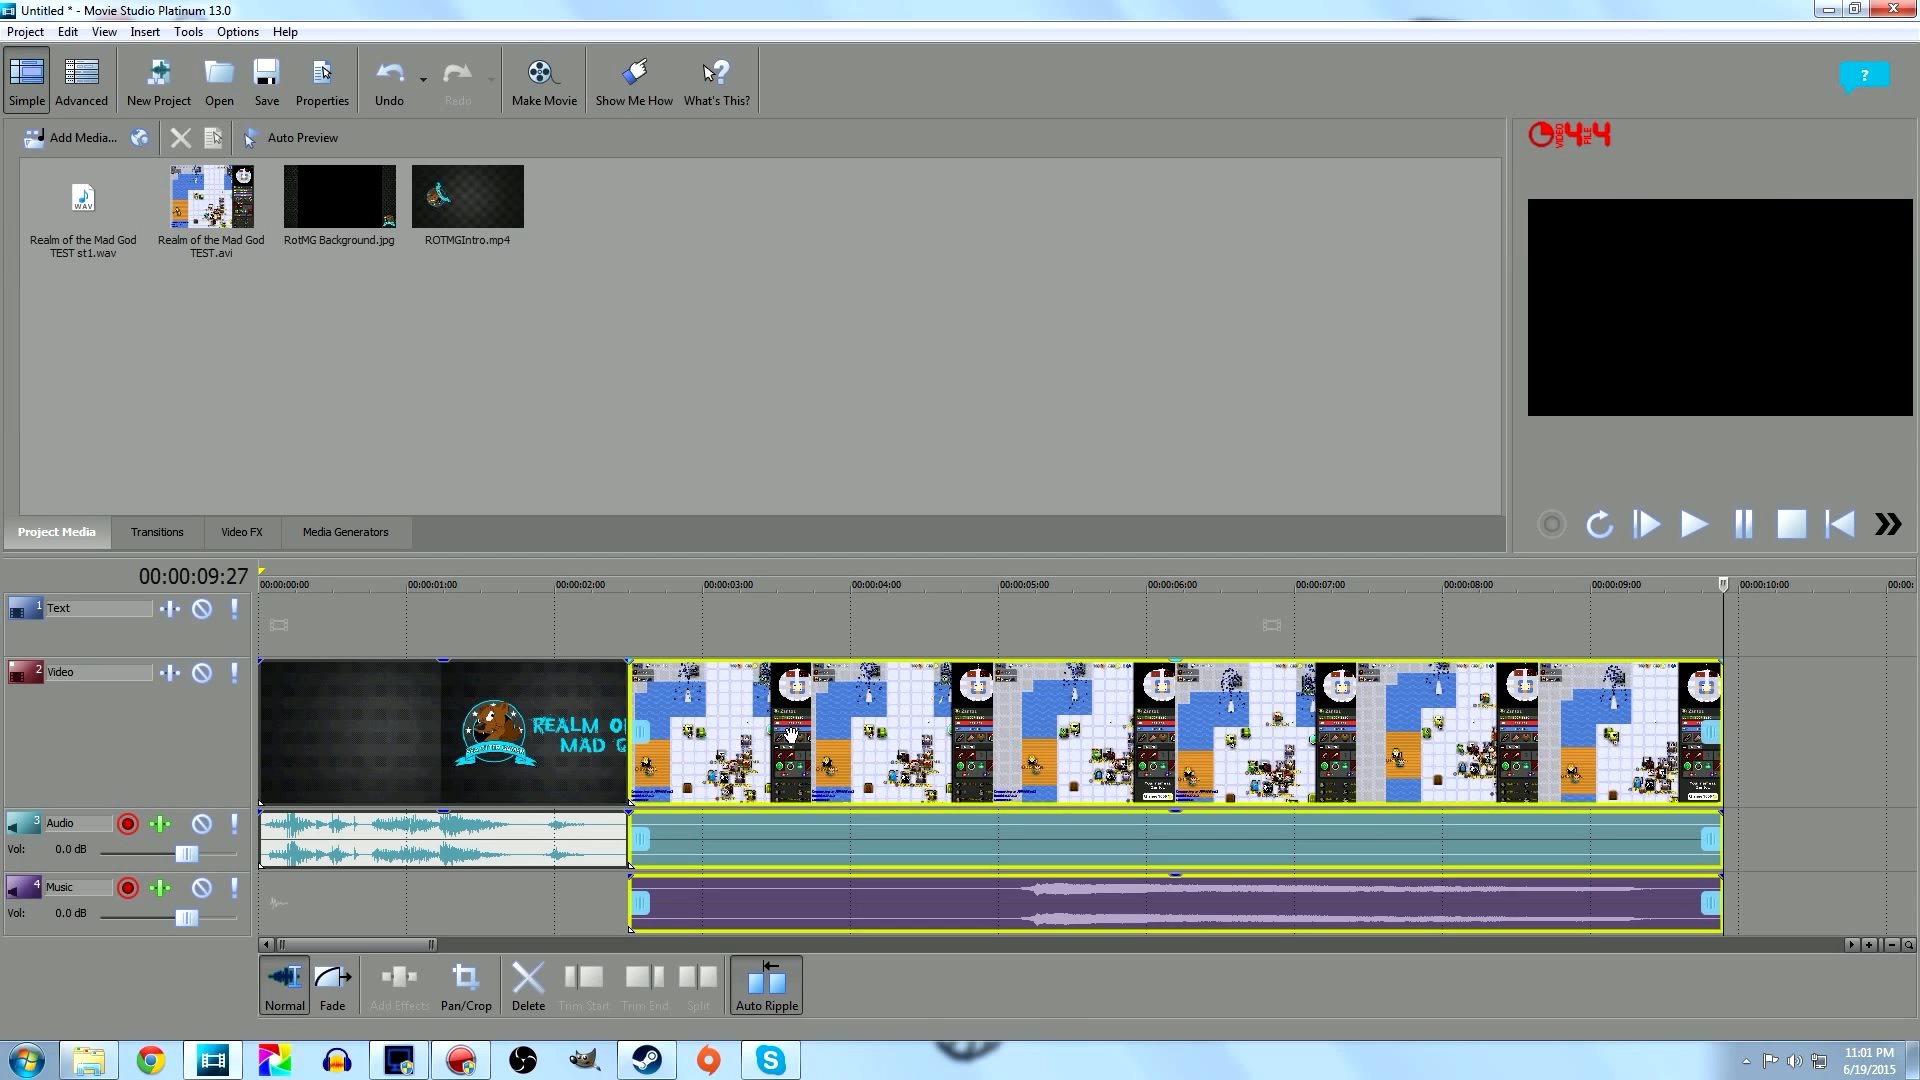 Untitled * - Movie Studio Platinum 13.0
Project Edit View Insert Tools Options Help
Simple Advanced New Project Open Save Properties Undo Redo Make Movie Show Me How What's This?
?
Add Media... Auto Preview
VIDEO 4 FILE 4
WAV
Realm of the Mad God TEST st1.wav
Realm of the Mad God TEST.avi
RotMG Background.jpg
ROTMGIntro.mp4
Project Media Transitions Video FX Media Generators
00:00:09:27
00:00:00:00 00:00:01:00 00:00:02:00 00:00:03:00 00:00:04:00 00:00:05:00 00:00:06:00 00:00:07:00 00:00:08:00 00:00:09:00 00:00:10:00 00:00:
1 Text
2 Video
REALM O
MAD G
3 Audio
Vol: 0.0 dB
4 Music
Vol: 0.0 dB
Normal Fade Add Effects Pan/Crop Delete Trim Start Trim End Split Auto Ripple
11:01 PM
6/19/2015